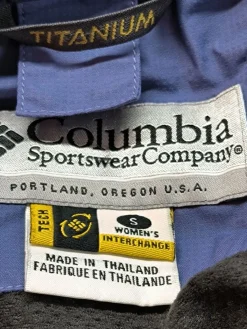 TITANIUM
Columbia
Sportswear Company®
PORTLAND, OREGON U.S.A.
TECH
S
WOMEN'S
INTERCHANGE
MADE IN THAILAND
FABRIQUE EN THAILANDE